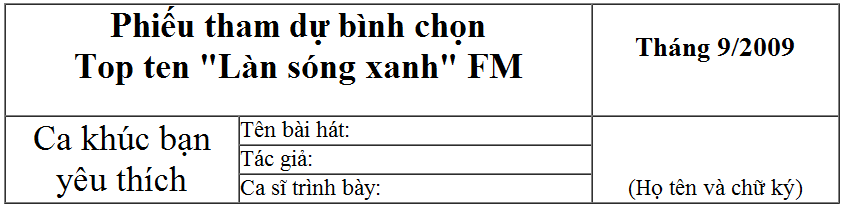 Phiếu tham dự bình chọn
Top ten "Làn sóng xanh" FM
Tháng 9/2009
Ca khúc bạn
yêu thích
Tên bài hát:
Tác giả:
Ca sĩ trình bày:
(Họ tên và chữ ký)